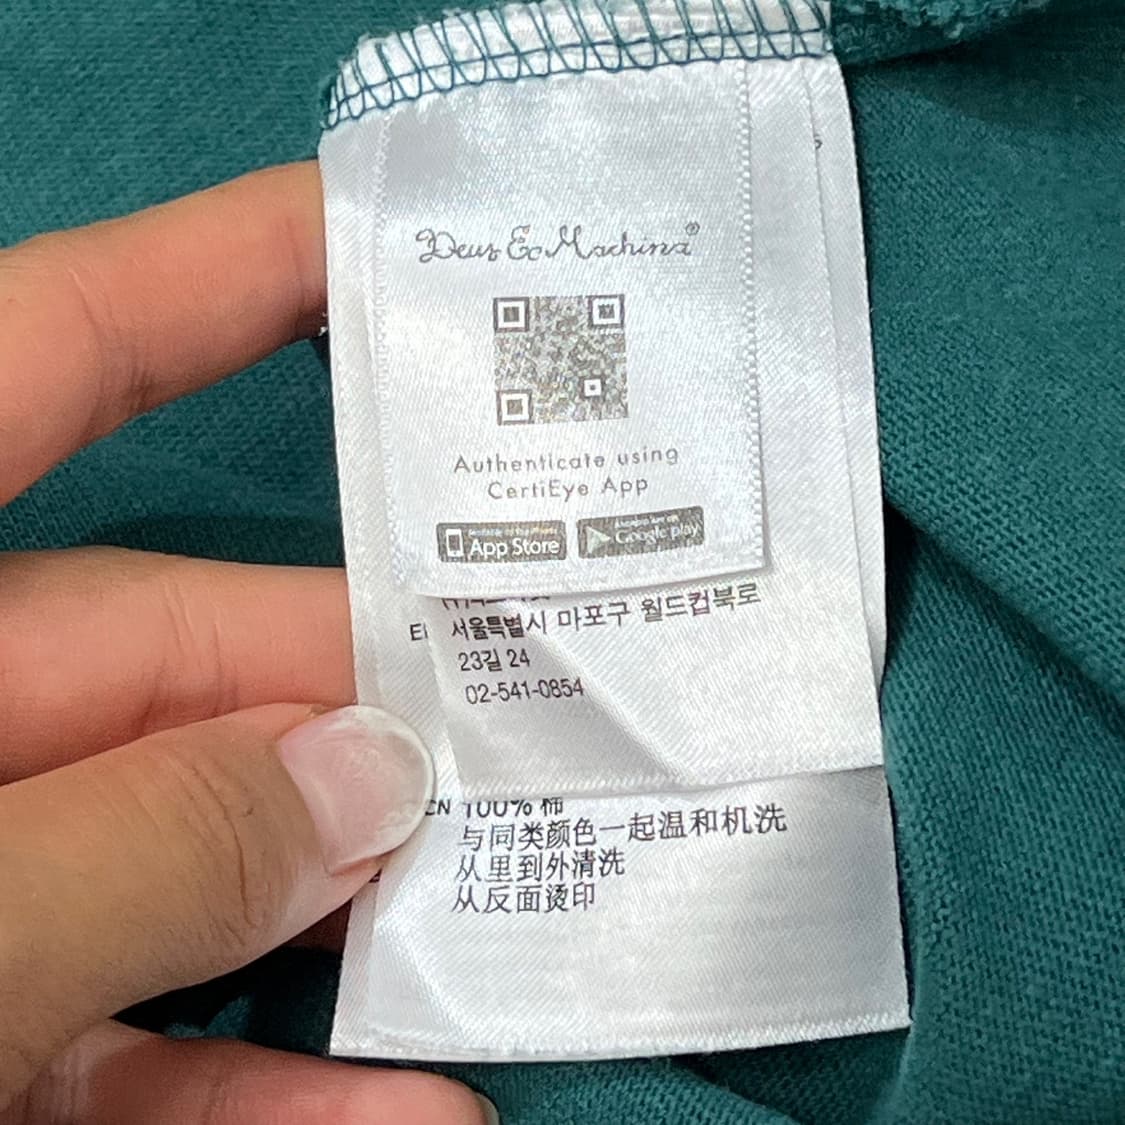 Deus Ex Machina®
Authenticate using
CertiEye App
App Store
Google play
서울특별시 마포구 월드컵북로
23길 24
02-541-0854
CN 100% 棉
与同类颜色一起温和机洗
从里到外清洗
从反面烫印